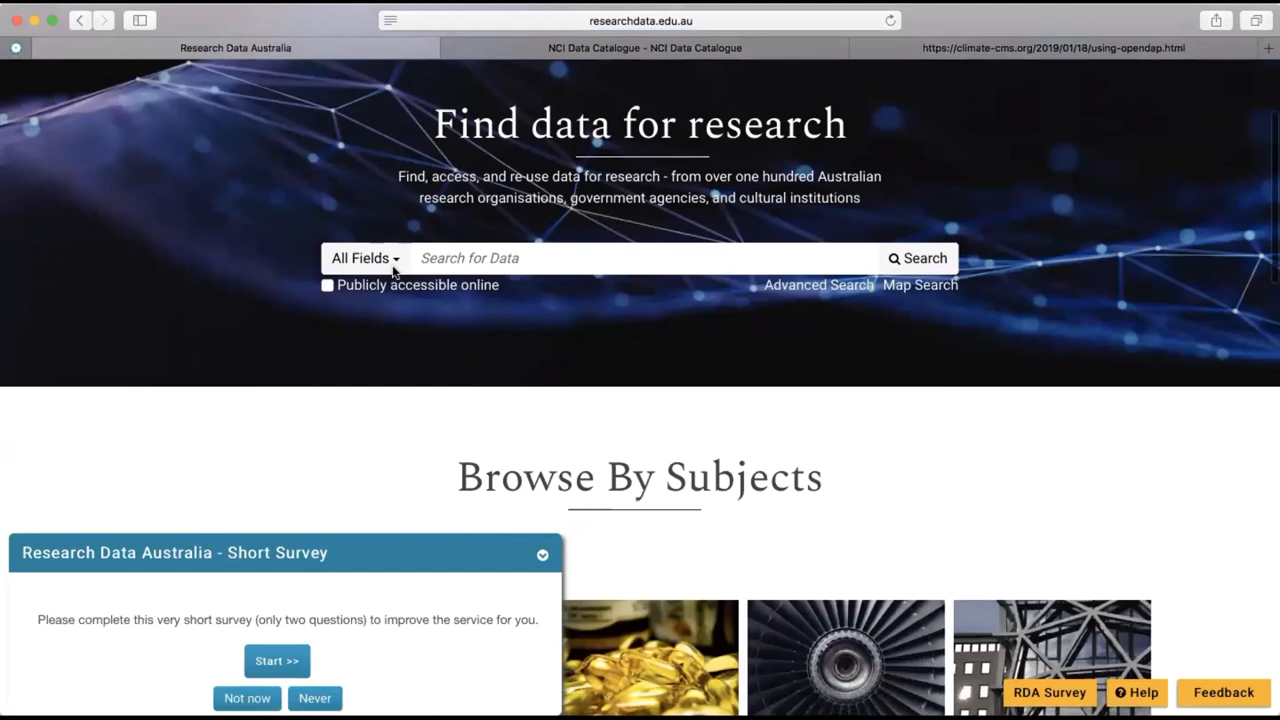 researchdata.edu.au
Research Data Australia
NCI Data Catalogue - NCI Data Catalogue
https://climate-cms.org/2019/01/18/using-opendap.html
Find data for research
Find, access, and re-use data for research - from over one hundred Australian
research organisations, government agencies, and cultural institutions
All Fields
Search for Data
Search
Publicly accessible online
Advanced Search
Map Search
Browse By Subjects
Research Data Australia - Short Survey
Please complete this very short survey (only two questions) to improve the service for you.
Start >>
Not now
Never
RDA Survey
Help
Feedback